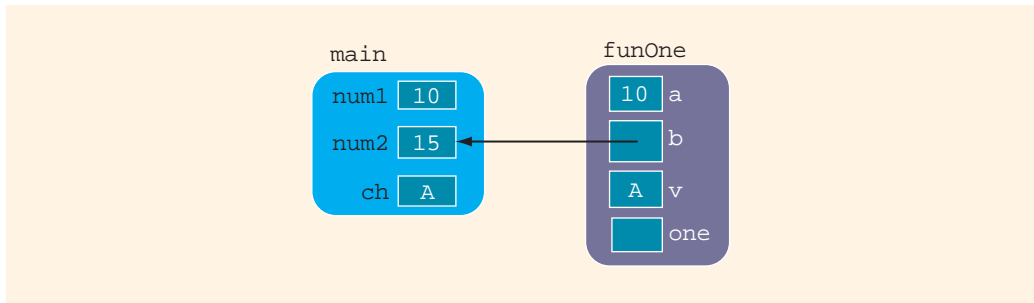 main funOne
num1 10 10 a
num2 15 b
ch A A v
one